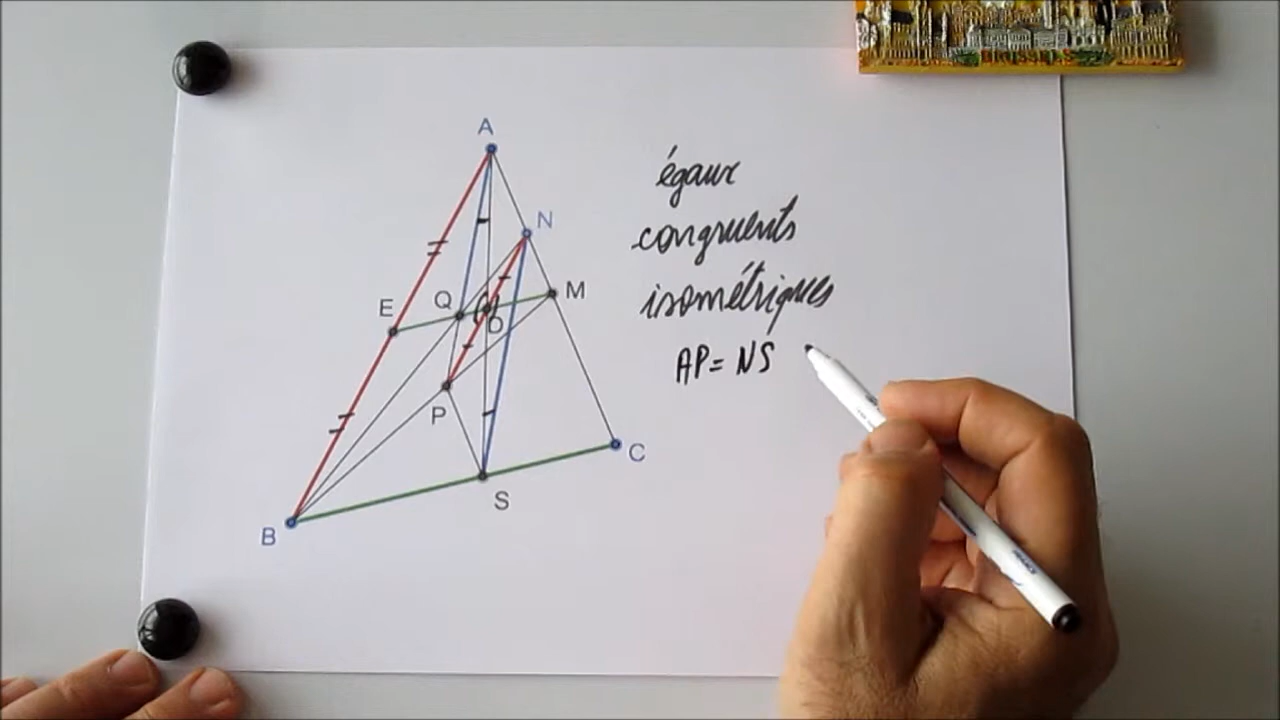 A
égaux
N
congruents
E
Q
M
isométriques
D
AP = NS
P
C
S
B